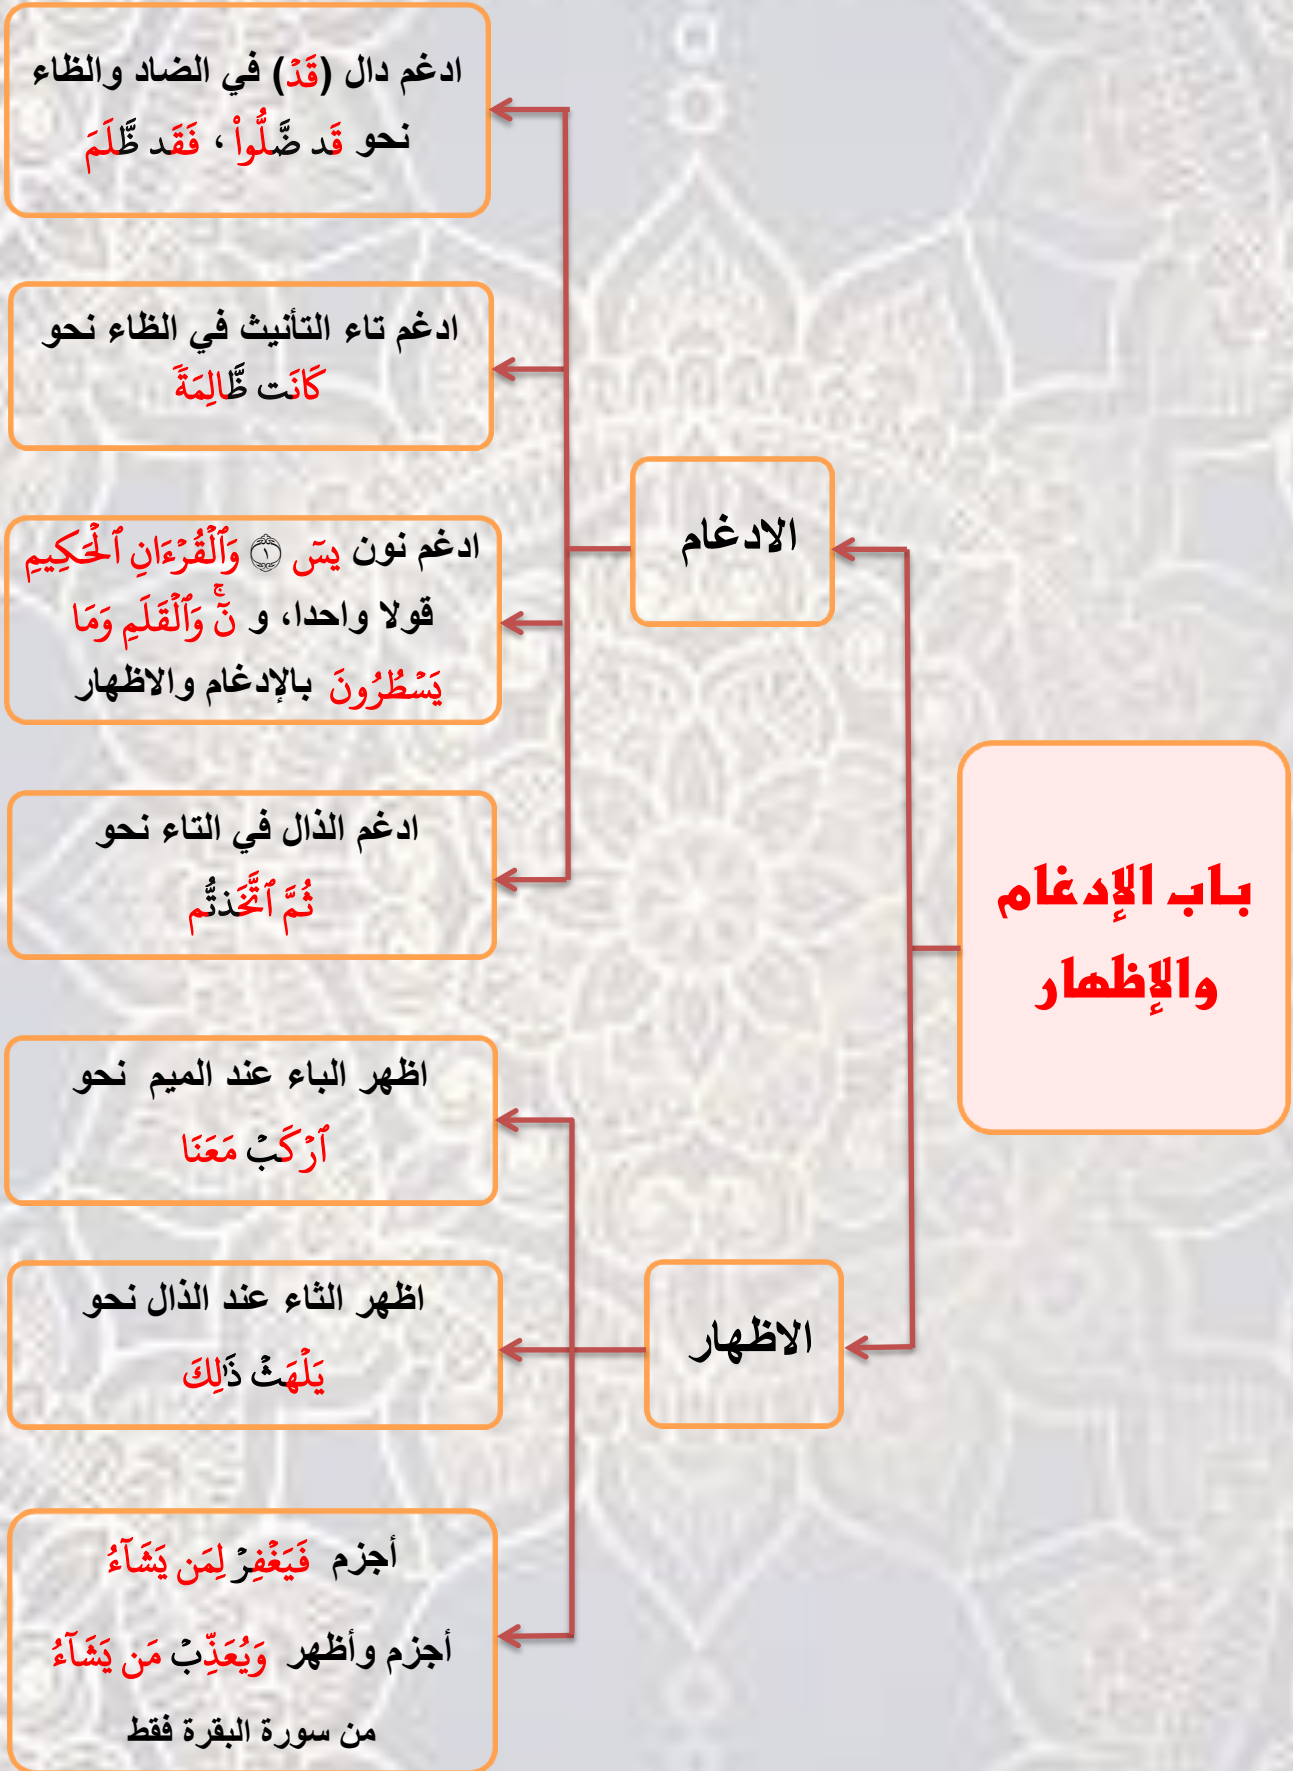 باب الإدغام
والإظهار
الادغام
ادغم دال (قَدۡ) في الضاد والظاء
نحو قَد ضَّلُّواْ ، فَقَد ظَّلَمَ
ادغم تاء التأنيث في الظاء نحو
كَانَت ظَّالِمَةٗ
ادغم نون يسٓ ١ وَٱلۡقُرۡءَانِ ٱلۡحَكِيمِ
قولا واحدا، و نٓۚ وَٱلۡقَلَمِ وَمَا
يَسۡطُرُونَ بالإدغام والاظهار
ادغم الذال في التاء نحو
ثُمَّ ٱتَّخَذتُّم
الاظهار
اظهر الباء عند الميم نحو
ٱرۡكَبۡ مَعَنَا
اظهر الثاء عند الذال نحو
يَلۡهَثۡ ذَٰلِكَ
أجزم فَيَغۡفِرۡ لِمَن يَشَآءُ
أجزم وأظهر وَيُعَذِّبۡ مَن يَشَآءُ
من سورة البقرة فقط